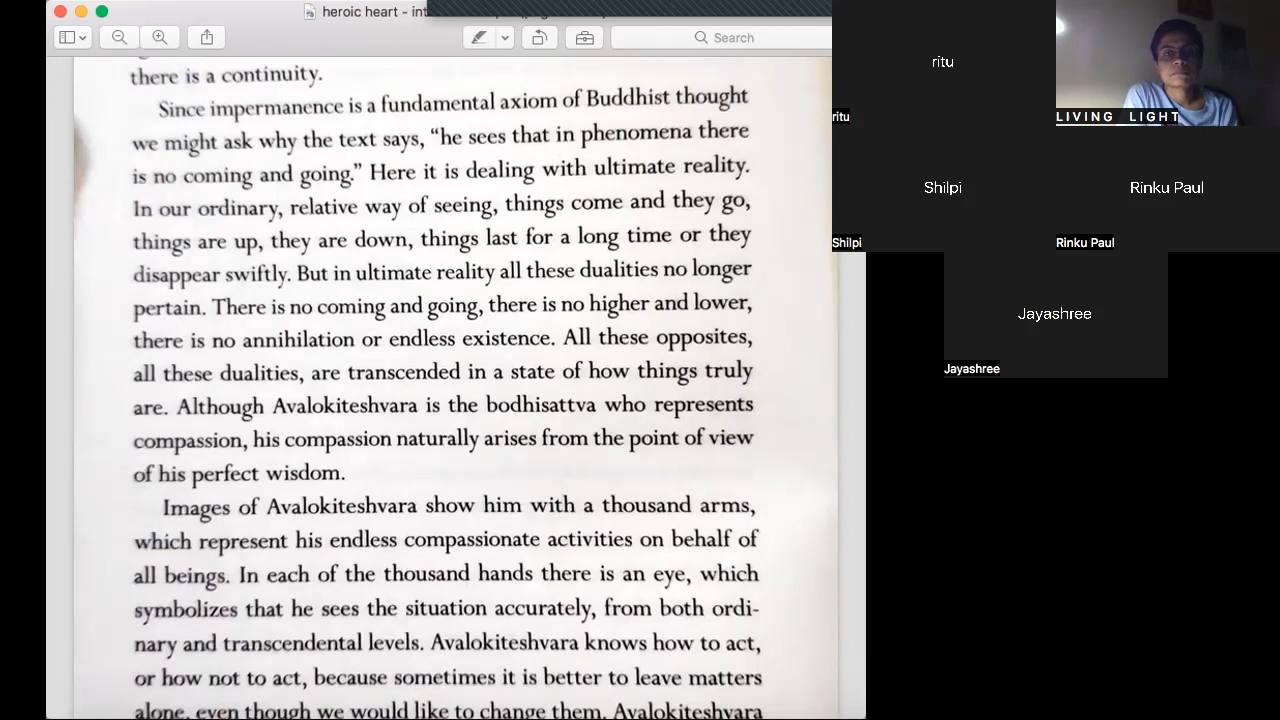 heroic heart - int
Search
there is a continuity.
Since impermanence is a fundamental axiom of Buddhist thought
we might ask why the text says, “he sees that in phenomena there
is no coming and going.” Here it is dealing with ultimate reality.
In our ordinary, relative way of seeing, things come and they go,
things are up, they are down, things last for a long time or they
disappear swiftly. But in ultimate reality all these dualities no longer
pertain. There is no coming and going, there is no higher and lower,
there is no annihilation or endless existence. All these opposites,
all these dualities, are transcended in a state of how things truly
are. Although Avalokiteshvara is the bodhisattva who represents
compassion, his compassion naturally arises from the point of view
of his perfect wisdom.
Images of Avalokiteshvara show him with a thousand arms,
which represent his endless compassionate activities on behalf of
all beings. In each of the thousand hands there is an eye, which
symbolizes that he sees the situation accurately, from both ordi-
nary and transcendental levels. Avalokiteshvara knows how to act,
or how not to act, because sometimes it is better to leave matters
alone, even though we would like to change them. Avalokiteshvara
ritu
ritu
LIVING LIGHT
Shilpi
Shilpi
Rinku Paul
Rinku Paul
Jayashree
Jayashree